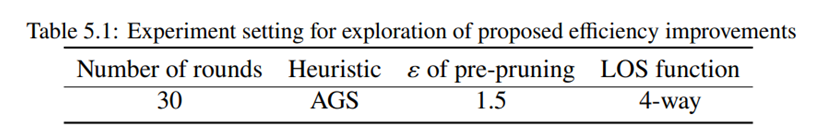 Table 5.1: Experiment setting for exploration of proposed efficiency improvements
Number of rounds Heuristic ε of pre-pruning LOS function
30 AGS 1.5 4-way